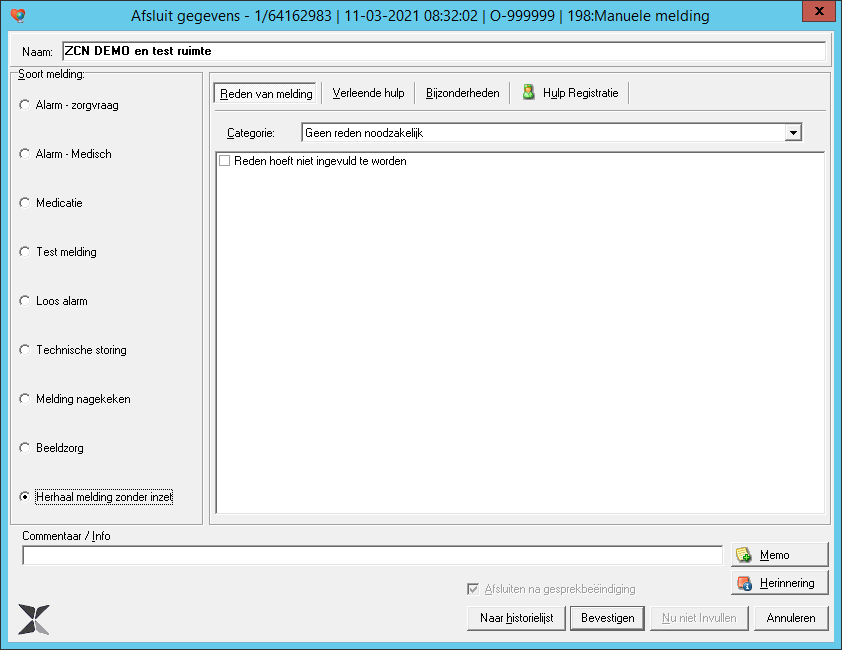 Afsluit gegevens - 1/64162983 | 11-03-2021 08:32:02 | O-999999 | 198:Manuele melding
x
Naam: ZCN DEMO en test ruimte
Soort melding:
Alarm - zorgvraag
Alarm - Medisch
Medicatie
Test melding
Loos alarm
Technische storing
Melding nagekeken
Beeldzorg
Herhaal melding zonder inzet
Reden van melding Verleende hulp Bijzonderheden Hulp Registratie
Categorie: Geen reden noodzakelijk
Reden hoeft niet ingevuld te worden
Commentaar / Info
Memo
Herinnering
Afsluiten na gesprekbeëindiging
Naar historielijst Bevestigen Nu niet Invullen Annuleren